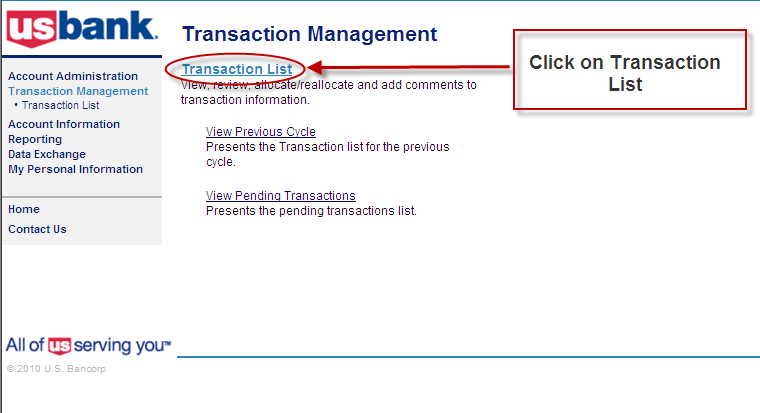 usbank.
Account Administration
Transaction Management
• Transaction List
Account Information
Reporting
Data Exchange
My Personal Information
Home
Contact Us
All of us serving you™
© 2010 U.S. Bancorp
Transaction Management
Transaction List
View, review, allocate/reallocate and add comments to
transaction information.
View Previous Cycle
Presents the Transaction list for the previous
cycle.
View Pending Transactions
Presents the pending transactions list.
Click on Transaction
List